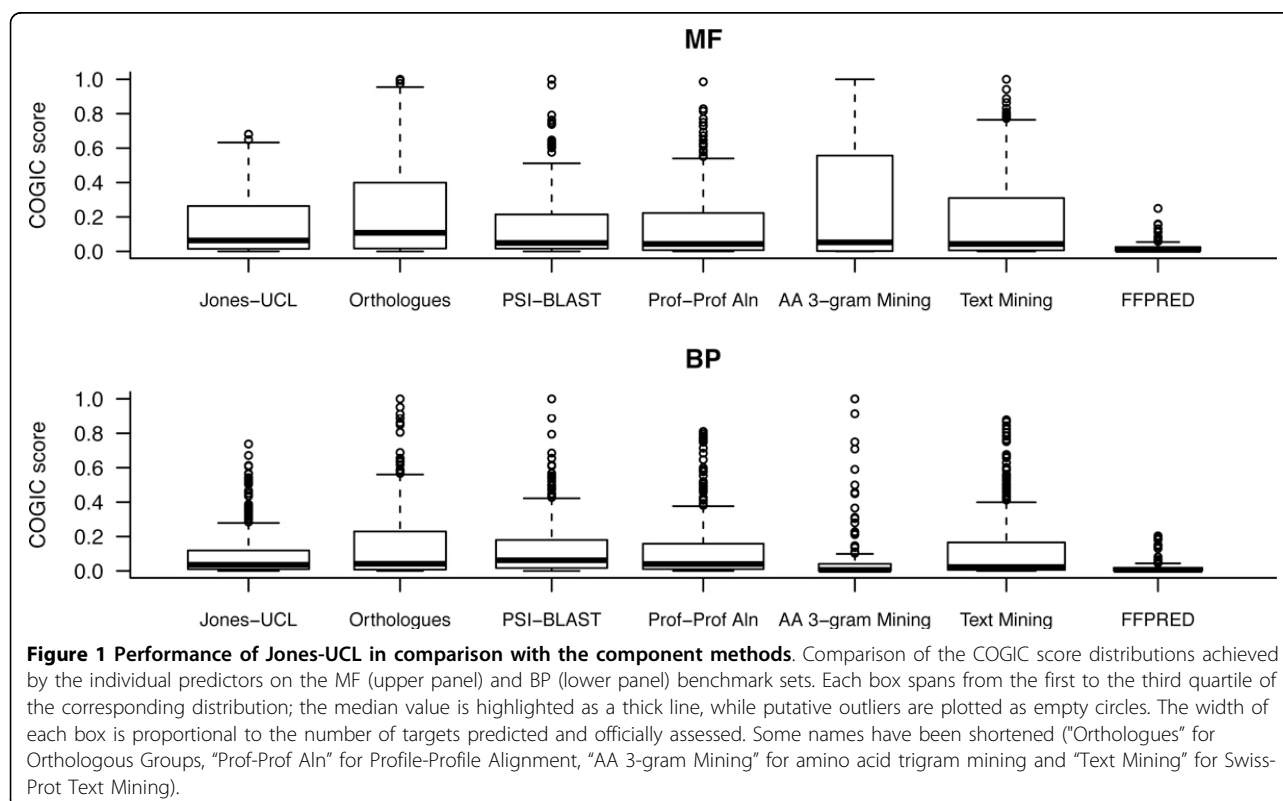 MF
COGIC score
1.0
0.8
0.6
0.4
0.2
0.0
Jones-UCL Orthologues PSI-BLAST Prof-Prof Aln AA 3-gram Mining Text Mining FFPRED
BP
COGIC score
1.0
0.8
0.6
0.4
0.2
0.0
Jones-UCL Orthologues PSI-BLAST Prof-Prof Aln AA 3-gram Mining Text Mining FFPRED
Figure 1 Performance of Jones-UCL in comparison with the component methods. Comparison of the COGIC score distributions achieved
by the individual predictors on the MF (upper panel) and BP (lower panel) benchmark sets. Each box spans from the first to the third quartile of
the corresponding distribution; the median value is highlighted as a thick line, while putative outliers are plotted as empty circles. The width of
each box is proportional to the number of targets predicted and officially assessed. Some names have been shortened ("Orthologues" for
Orthologous Groups, “Prof-Prof Aln” for Profile-Profile Alignment, “AA 3-gram Mining” for amino acid trigram mining and “Text Mining” for Swiss-
Prot Text Mining).